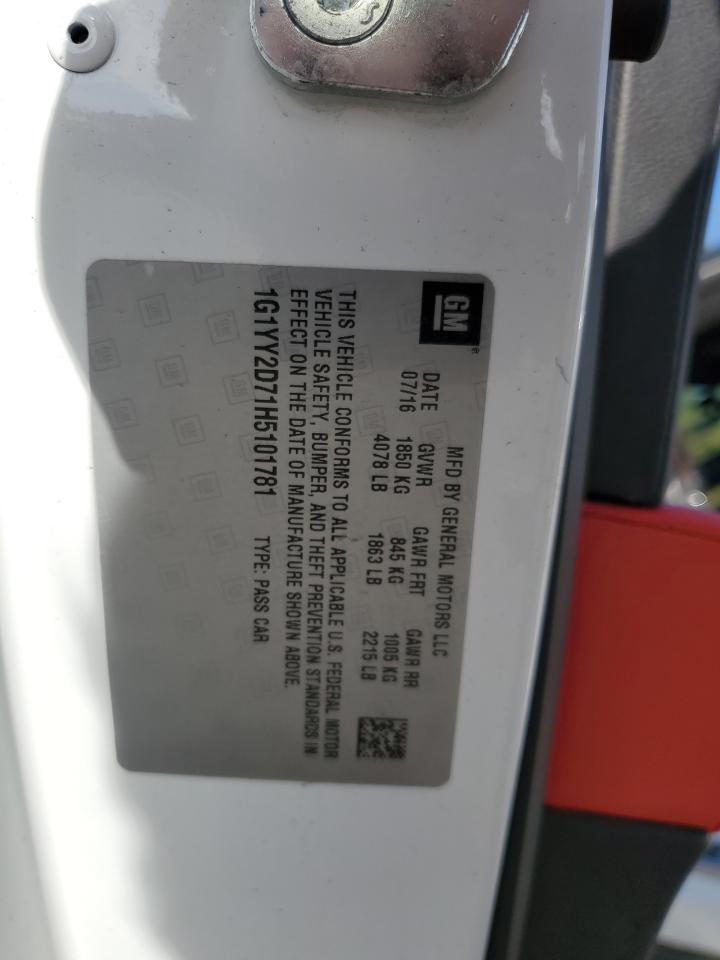 GM
MFD BY GENERAL MOTORS LLC
DATE GVWR GAWR FRT GAWR RR
07/16 1850 KG 845 KG 1005 KG
4078 LB 1863 LB 2215 LB
THIS VEHICLE CONFORMS TO ALL APPLICABLE U.S. FEDERAL MOTOR
VEHICLE SAFETY, BUMPER, AND THEFT PREVENTION STANDARDS IN
EFFECT ON THE DATE OF MANUFACTURE SHOWN ABOVE.
1G1YY2D71H5101781 TYPE: PASS CAR